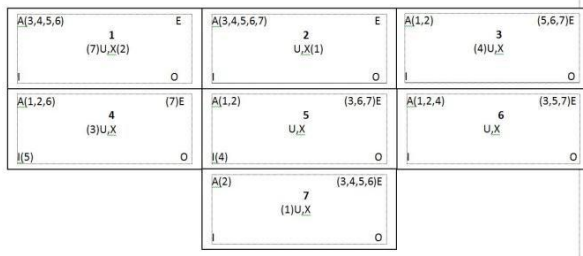 A(3,4,5,6) E
1
(7)U,X(2)
I O
A(3,4,5,6,7) E
2
U,X(1)
I O
A(1,2) (5,6,7)E
3
(4)U,X
I O
A(1,2,6) (7)E
4
(3)U,X
I(5) O
A(1,2) (3,6,7)E
5
U,X
I(4) O
A(1,2,4) (3,5,7)E
6
U,X
I O
A(2) (3,4,5,6)E
7
(1)U,X
I O